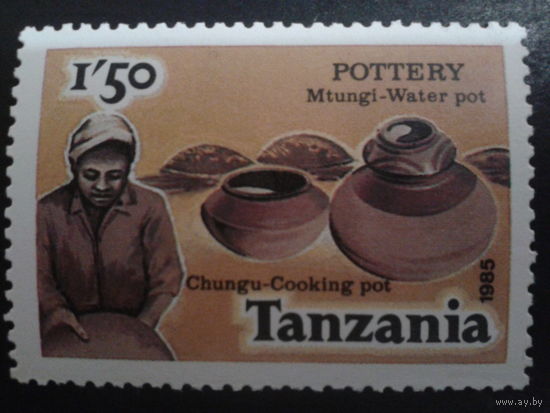 1'50
POTTERY
Mtungi-Water pot
Chungu-Cooking pot
1985
Tanzania
www.ay.by